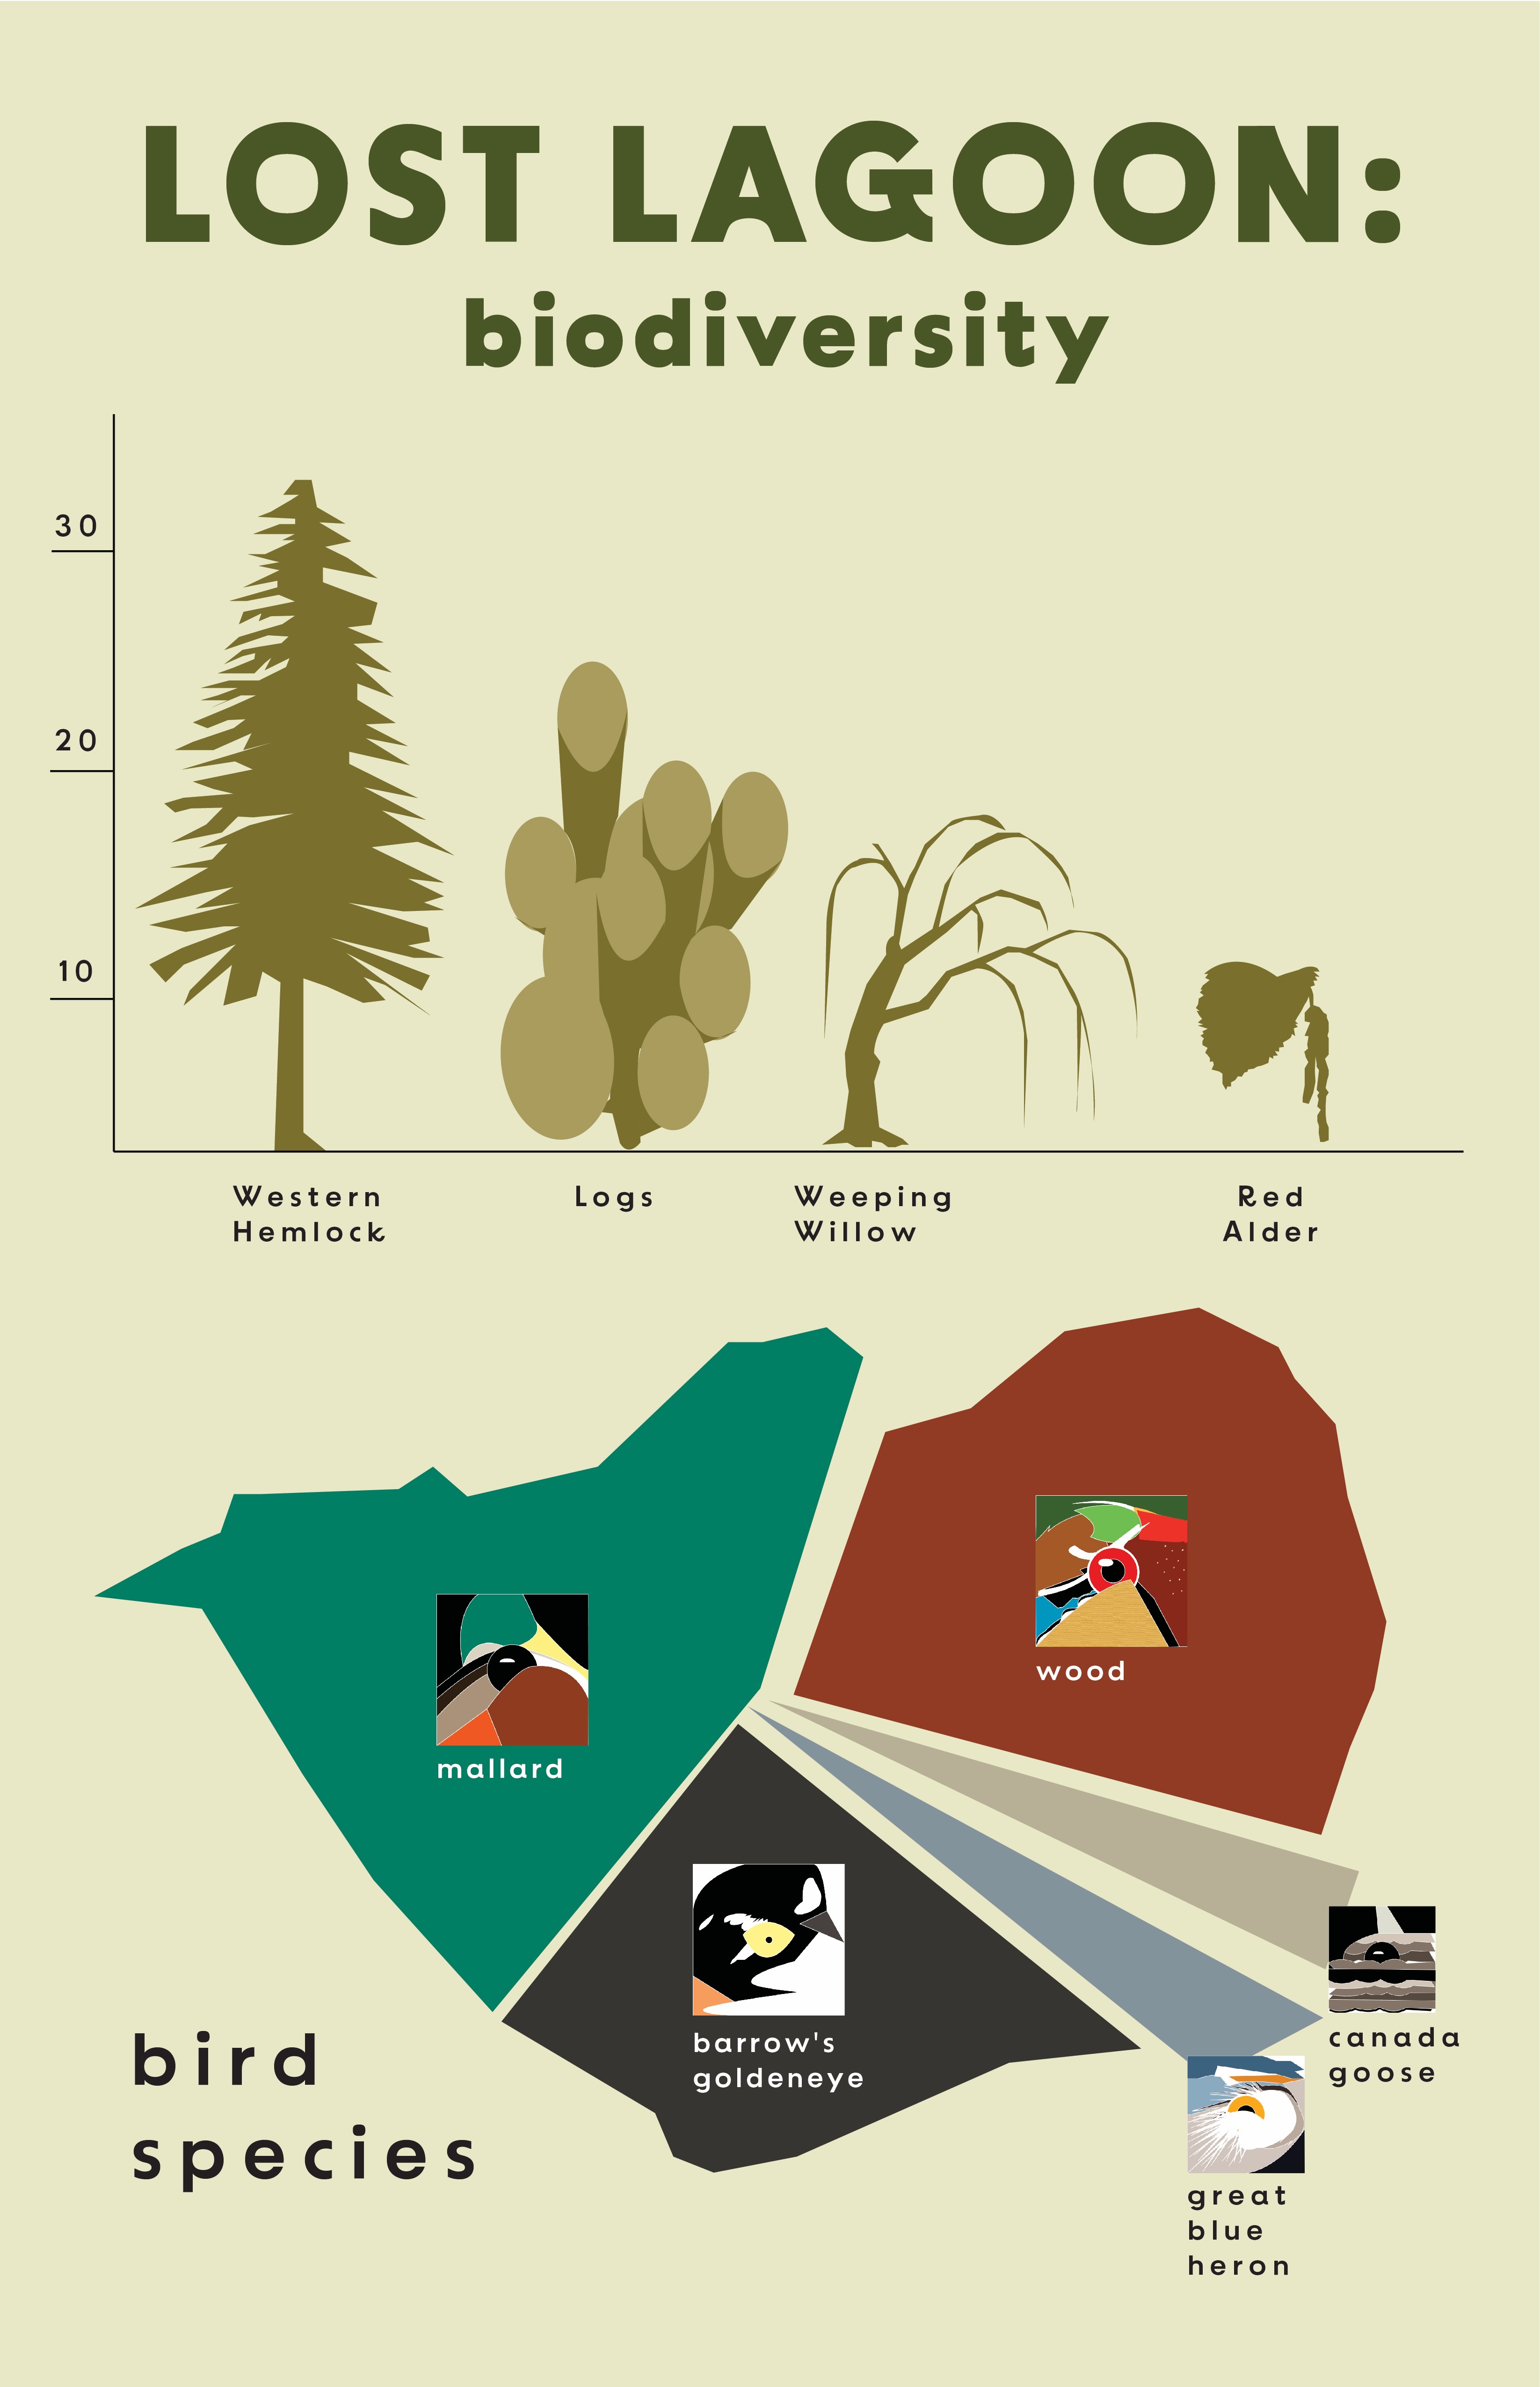 LOST LAGOON:
biodiversity
30
20
10
Western
Hemlock
Logs
Weeping
Willow
Red
Alder
mallard
wood
barrow's
goldeneye
canada
goose
great
blue
heron
bird
species